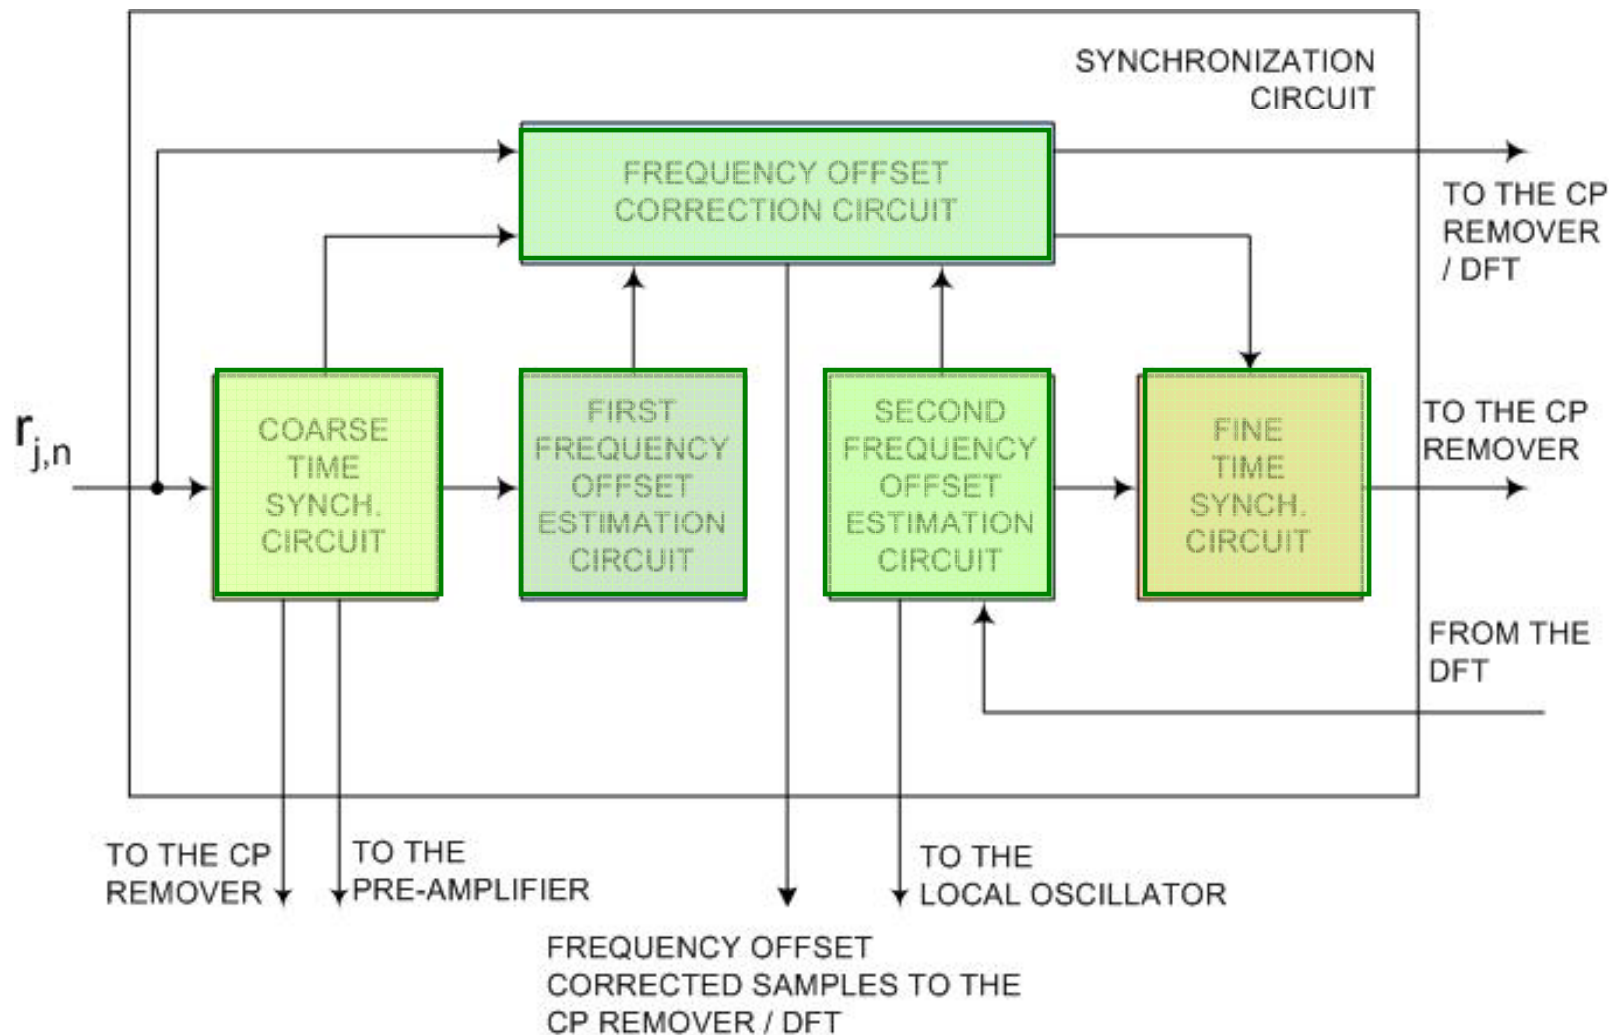 SYNCHRONIZATION
CIRCUIT
FREQUENCY OFFSET
CORRECTION CIRCUIT
TO THE CP
REMOVER
/ DFT
r j,n
COARSE
TIME
SYNCH.
CIRCUIT
FIRST
FREQUENCY
OFFSET
ESTIMATION
CIRCUIT
SECOND
FREQUENCY
OFFSET
ESTIMATION
CIRCUIT
FINE
TIME
SYNCH.
CIRCUIT
TO THE CP
REMOVER
FROM THE
DFT
TO THE CP
REMOVER
TO THE
PRE-AMPLIFIER
TO THE
LOCAL OSCILLATOR
FREQUENCY OFFSET
CORRECTED SAMPLES TO THE
CP REMOVER / DFT